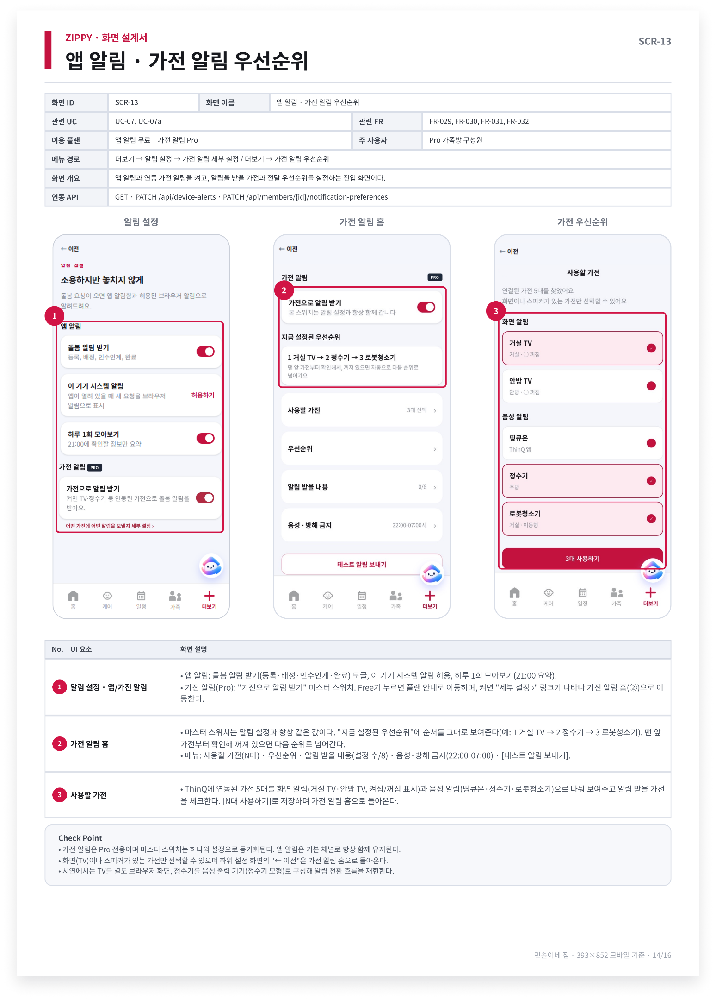 ZIPPY · 화면 설계서
앱 알림 · 가전 알림 우선순위
SCR-13
화면 ID SCR-13 화면 이름 앱 알림 · 가전 알림 우선순위
관련 UC UC-07, UC-07a 관련 FR FR-029, FR-030, FR-031, FR-032
이용 플랜 앱 알림 무료 · 가전 알림 Pro 주 사용자 Pro 가족방 구성원
메뉴 경로 더보기 → 알림 설정 → 가전 알림 세부 설정 / 더보기 → 가전 알림 우선순위
화면 개요 앱 알림과 연동 가전 알림을 켜고, 알림을 받을 가전과 전달 우선순위를 설정하는 진입 화면이다.
연동 API GET · PATCH /api/device-alerts · PATCH /api/members/{id}/notification-preferences
알림 설정
← 이전
알림 설정
조용하지만 놓치지 않게
돌봄 요청이 오면 앱 알림함과 허용된 브라우저 알림으로
알려드려요.
1
앱 알림
돌봄 알림 받기
등록, 배정, 인수인계, 완료
이 기기 시스템 알림
앱이 열려 있을 때 새 요청을 브라우저
알림으로 표시
허용하기
하루 1회 모아보기
21:00에 확인할 정보만 요약
가전 알림 PRO
가전으로 알림 받기
켜면 TV·정수기 등 연동된 가전으로 돌봄 알림을
받아요.
어떤 가전에 어떤 알림을 보낼지 세부 설정 ›
홈 케어 일정 가족 더보기
가전 알림 홈
← 이전
가전 알림 PRO
2
가전으로 알림 받기
본 스위치는 알림 설정과 항상 함께 갑니다
지금 설정된 우선순위
1 거실 TV → 2 정수기 → 3 로봇청소기
맨 앞 가전부터 확인해서, 꺼져 있으면 자동으로 다음 순위로
넘어가요
사용할 가전 3대 선택 ›
우선순위 ›
알림 받을 내용 0/8 ›
음성 · 방해 금지 22:00-07:00시 ›
테스트 알림 보내기
홈 케어 일정 가족 더보기
가전 우선순위
← 이전
사용할 가전
연결된 가전 5대를 찾았어요
화면이나 스피커가 있는 가전만 선택할 수 있어요
3
화면 알림
거실 TV
거실 · ○ 꺼짐
안방 TV
안방 · ○ 꺼짐
음성 알림
띵큐온
ThinQ 앱
정수기
주방
로봇청소기
거실 · 이동형
3대 사용하기
홈 케어 일정 가족 더보기
No. UI 요소 화면 설명
1 알림 설정 · 앱/가전 알림
• 앱 알림: 돌봄 알림 받기(등록·배정·인수인계·완료) 토글, 이 기기 시스템 알림 허용, 하루 1회 모아보기(21:00 요약).
• 가전 알림(Pro): "가전으로 알림 받기" 마스터 스위치. Free가 누르면 플랜 안내로 이동하며, 켜면 "세부 설정 ›" 링크가 나타나 가전 알림 홈(②)으로 이
동한다.
2 가전 알림 홈
• 마스터 스위치는 알림 설정과 항상 같은 값이다. "지금 설정된 우선순위"에 순서를 그대로 보여준다(예: 1 거실 TV → 2 정수기 → 3 로봇청소기). 맨 앞
가전부터 확인해 꺼져 있으면 다음 순위로 넘어간다.
• 메뉴: 사용할 가전(N대) · 우선순위 · 알림 받을 내용(설정 수/8) · 음성·방해 금지(22:00-07:00) · [테스트 알림 보내기].
3 사용할 가전
• ThinQ에 연동된 가전 5대를 화면 알림(거실 TV·안방 TV, 켜짐/꺼짐 표시)과 음성 알림(띵큐온·정수기·로봇청소기)으로 나눠 보여주고 알림 받을 가전
을 체크한다. [N대 사용하기]로 저장하며 가전 알림 홈으로 돌아온다.
Check Point
• 가전 알림은 Pro 전용이며 마스터 스위치는 하나의 설정으로 동기화된다. 앱 알림은 기본 채널로 항상 함께 유지된다.
• 화면(TV)이나 스피커가 있는 가전만 선택할 수 있으며 하위 설정 화면의 "← 이전"은 가전 알림 홈으로 돌아온다.
• 시연에서는 TV를 별도 브라우저 화면, 정수기를 음성 출력 기기(정수기 모형)로 구성해 알림 전환 흐름을 재현한다.
민솔이네 집 · 393×852 모바일 기준 · 14/16